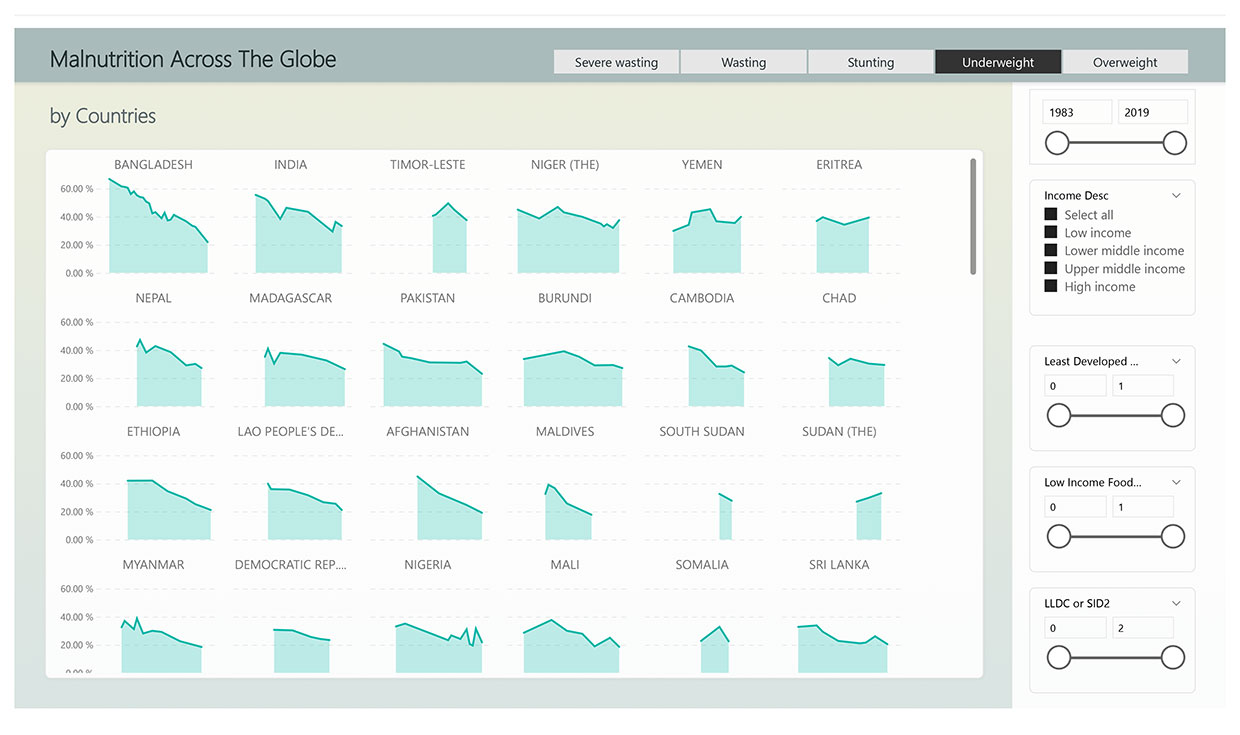 Malnutrition Across The Globe
Severe wasting Wasting Stunting Underweight Overweight
by Countries
BANGLADESH INDIA TIMOR-LESTE NIGER (THE) YEMEN ERITREA
60.00 %
40.00 %
20.00 %
0.00 %
NEPAL MADAGASCAR PAKISTAN BURUNDI CAMBODIA CHAD
60.00 %
40.00 %
20.00 %
0.00 %
ETHIOPIA LAO PEOPLE'S DE... AFGHANISTAN MALDIVES SOUTH SUDAN SUDAN (THE)
60.00 %
40.00 %
20.00 %
0.00 %
MYANMAR DEMOCRATIC REP.... NIGERIA MALI SOMALIA SRI LANKA
60.00 %
40.00 %
20.00 %
0.00 %
1983 2019
Income Desc
Select all
Low income
Lower middle income
Upper middle income
High income
Least Developed ...
0 1
Low Income Food...
0 1
LLDC or SID2
0 2